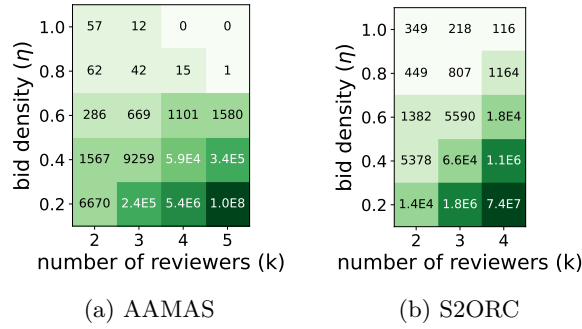 1.0 57 12 0 0
0.8 62 42 15 1
0.6 286 669 1101 1580
0.4 1567 9259 5.9E4 3.4E5
0.2 6670 2.4E5 5.4E6 1.0E8
2 3 4 5
bid density (η)
number of reviewers (k)
(a) AAMAS
1.0 349 218 116
0.8 449 807 1164
0.6 1382 5590 1.8E4
0.4 5378 6.6E4 1.1E6
0.2 1.4E4 1.8E6 7.4E7
2 3 4
bid density (η)
number of reviewers (k)
(b) S2ORC